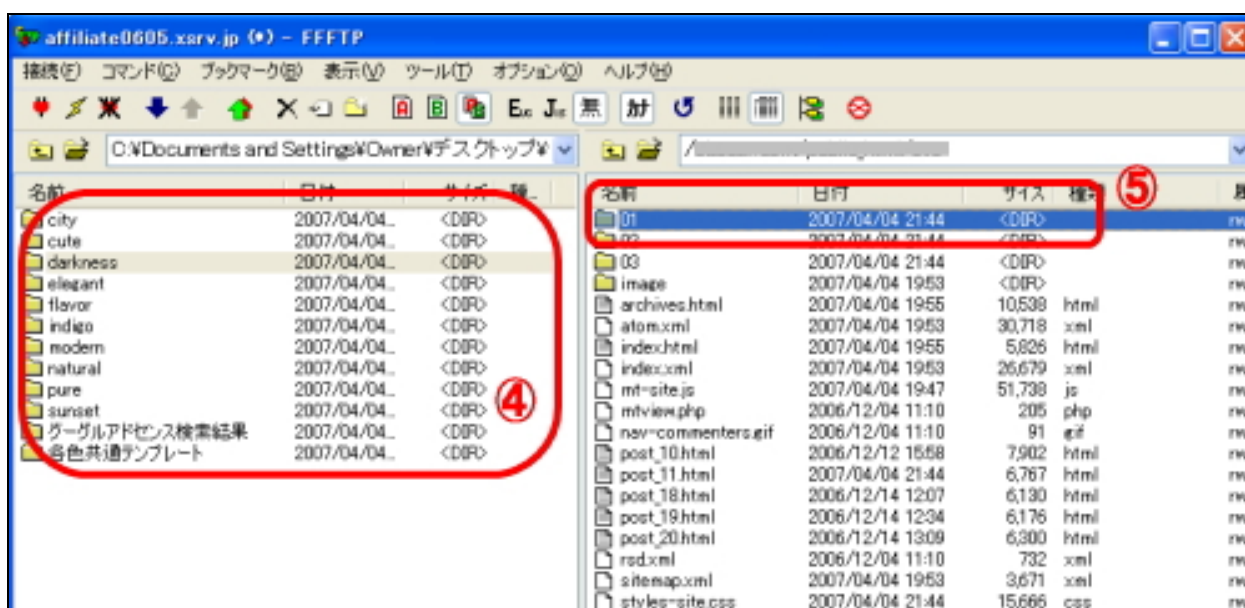 affiliate0605.xsrv.jp (*) - FFFTP
接続(F) コマンド(C) ブックマーク(B) 表示(V) ツール(T) オプション(O) ヘルプ(H)
A B E J 無 カナ
C:¥Documents and Settings¥Owner¥デスクトップ¥ /
名前 日付 サイズ 種.. 名前 日付 サイズ 種類 ⑤
city 2007/04/04... <DIR> 01 2007/04/04 21:44 <DIR>
cute 2007/04/04... <DIR> 02 2007/04/04 21:44 <DIR>
darkness 2007/04/04... <DIR> 03 2007/04/04 21:44 <DIR>
elegant 2007/04/04... <DIR> image 2007/04/04 19:53 <DIR>
flavor 2007/04/04... <DIR> archives.html 2007/04/04 19:55 10,538 html
indigo 2007/04/04... <DIR> atom.xml 2007/04/04 19:53 30,718 xml
modern 2007/04/04... <DIR> index.html 2007/04/04 19:55 5,826 html
natural 2007/04/04... <DIR> index.xml 2007/04/04 19:53 26,679 xml
pure 2007/04/04... <DIR> ④ mt-site.js 2007/04/04 19:47 51,738 js
sunset 2007/04/04... <DIR> mtview.php 2006/12/04 11:10 205 php
グーグルアドセンス検索結果 2007/04/04... <DIR> nav-commenters.gif 2006/12/04 11:10 91 gif
各色共通テンプレート 2007/04/04... <DIR> post_10.html 2006/12/12 15:58 7,902 html
post_11.html 2007/04/04 21:44 6,767 html
post_18.html 2006/12/14 12:07 6,130 html
post_19.html 2006/12/14 12:34 6,176 html
post_20.html 2006/12/14 13:09 6,300 html
rsd.xml 2006/12/04 11:10 732 xml
sitemap.xml 2007/04/04 19:53 3,671 xml
styles-site.css 2007/04/04 21:44 15,666 css